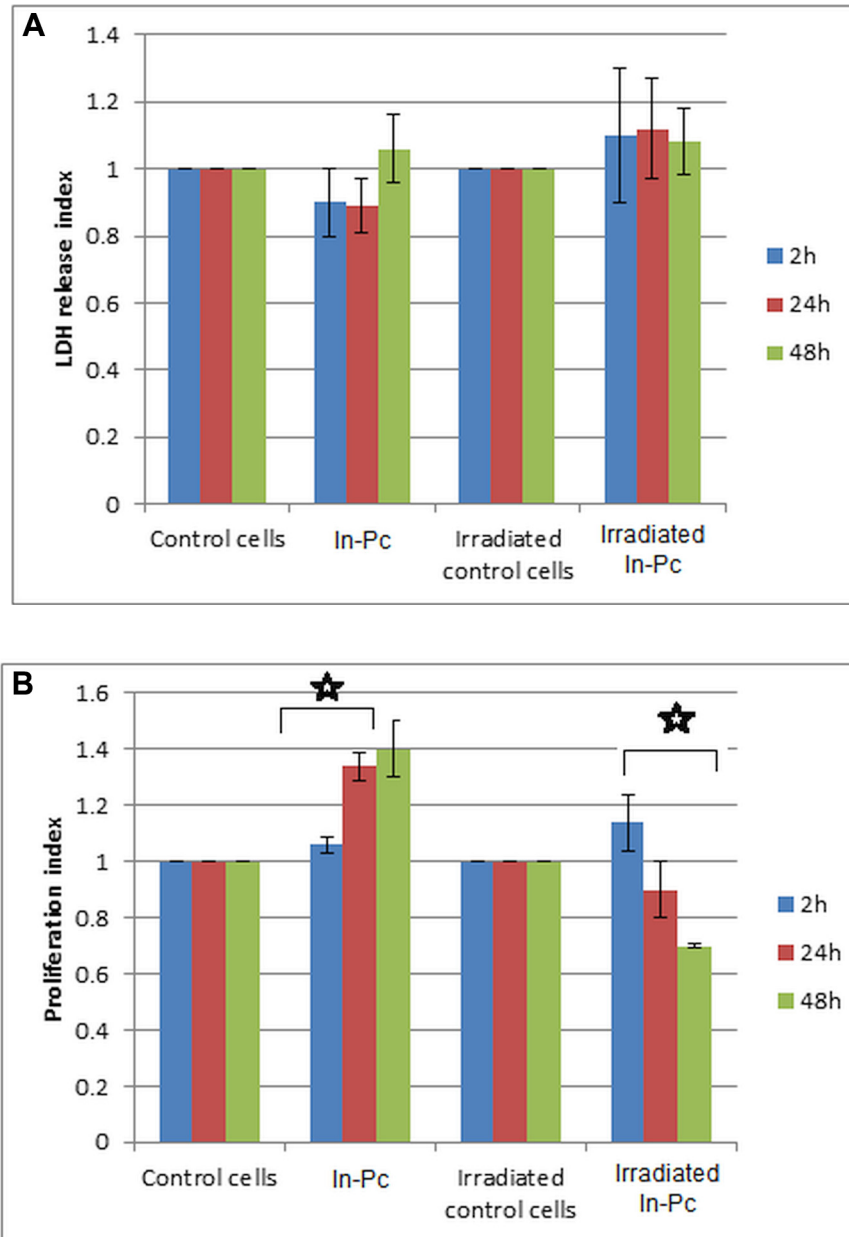 A
1.4
1.2
1
0.8
0.6
0.4
0.2
0
LDH release index
Control cells
In-Pc
Irradiated
control cells
Irradiated
In-Pc
2h
24h
48h
B
1.6
1.4
1.2
1
0.8
0.6
0.4
0.2
0
Proliferation index
Control cells
In-Pc
Irradiated
control cells
Irradiated
In-Pc
2h
24h
48h